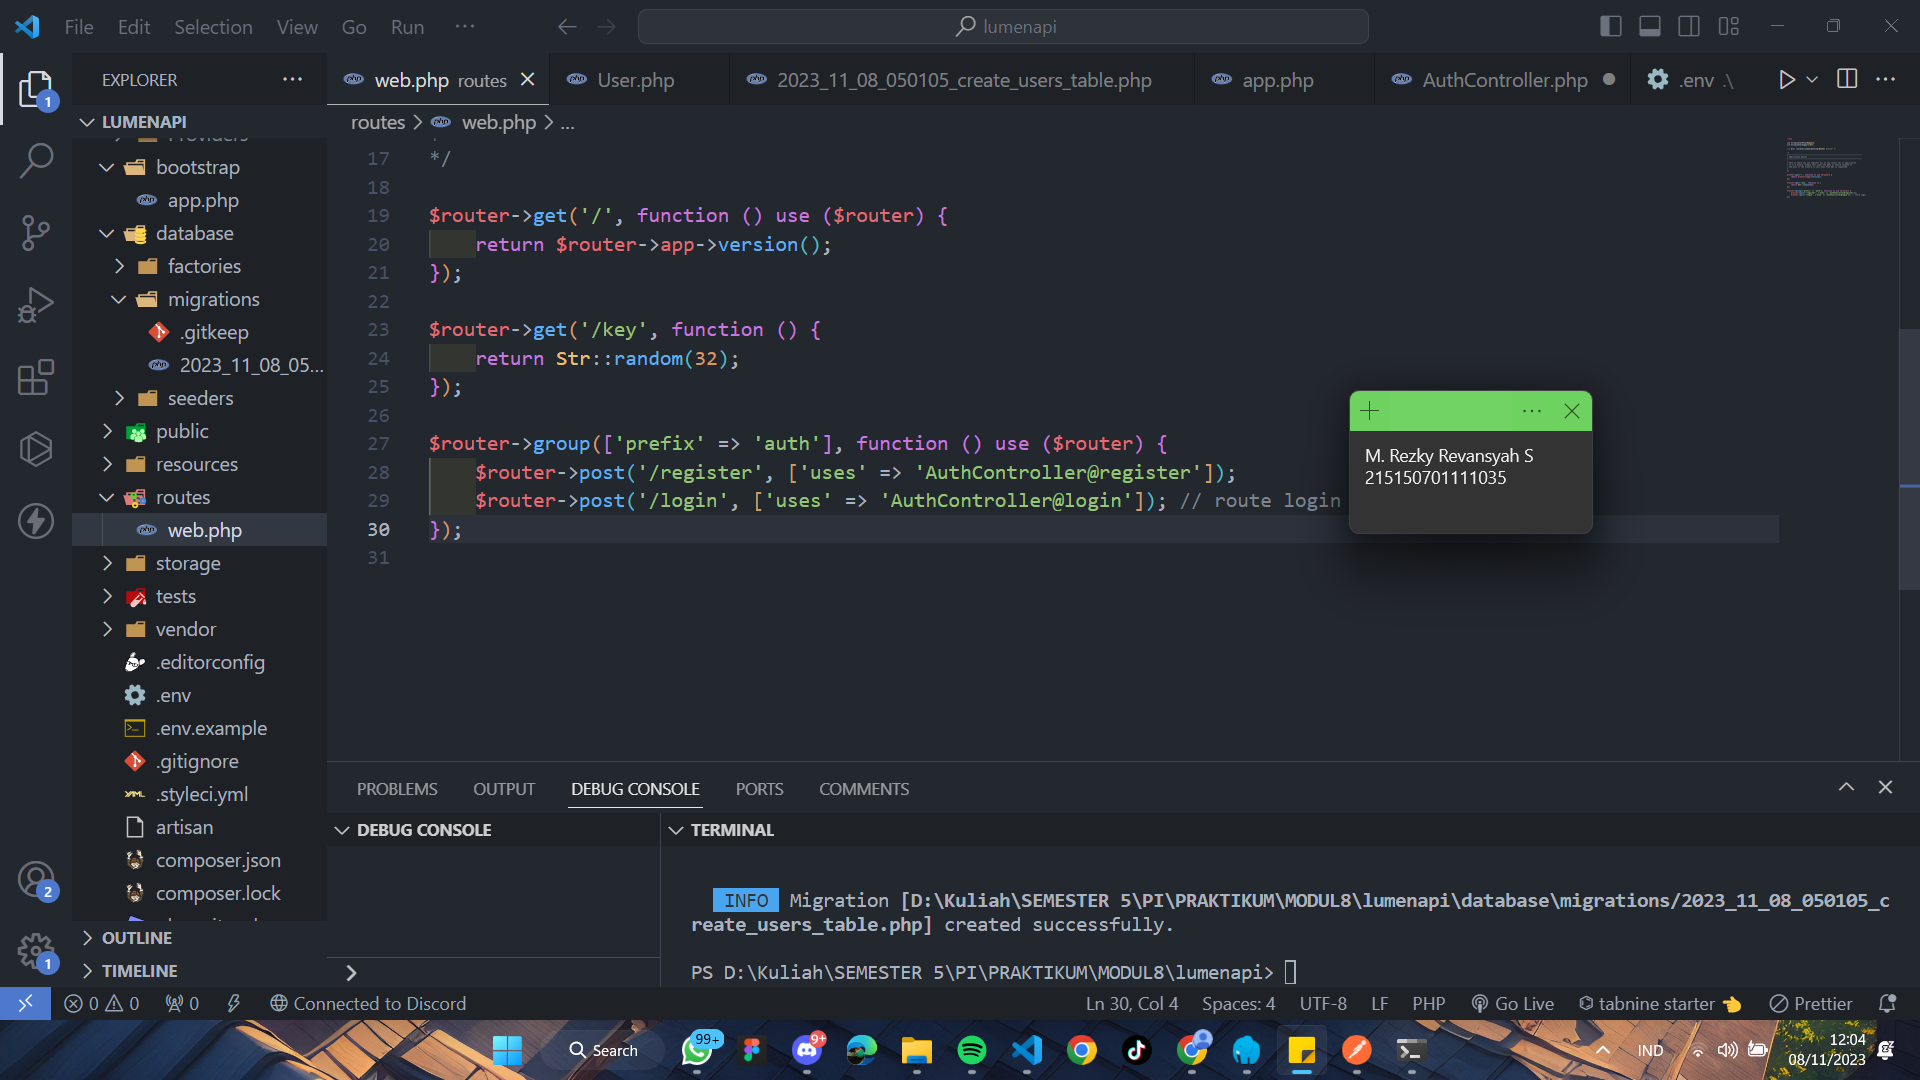 File Edit Selection View Go Run ··· lumenapi
EXPLORER ···
web.php routes User.php 2023_11_08_050105_create_users_table.php app.php AuthController.php .env .\
LUMENAPI
routes > web.php > ...
Providers
bootstrap
app.php
database
factories
migrations
.gitkeep
2023_11_08_05...
seeders
public
resources
routes
web.php
storage
tests
vendor
.editorconfig
.env
.env.example
.gitignore
.styleci.yml
artisan
composer.json
composer.lock
OUTLINE
TIMELINE
17 */
18
19 $router->get('/', function () use ($router) {
20     return $router->app->version();
21 });
22
23 $router->get('/key', function () {
24     return Str::random(32);
25 });
26
27 $router->group(['prefix' => 'auth'], function () use ($router) {
28     $router->post('/register', ['uses' => 'AuthController@register']);
29     $router->post('/login', ['uses' => 'AuthController@login']); // route login
30 });
31
M. Rezky Revansyah S
215150701111035
PROBLEMS OUTPUT DEBUG CONSOLE PORTS COMMENTS
DEBUG CONSOLE
TERMINAL
INFO Migration [D:\Kuliah\SEMESTER 5\PI\PRAKTIKUM\MODUL8\lumenapi\database\migrations/2023_11_08_050105_c
reate_users_table.php] created successfully.
PS D:\Kuliah\SEMESTER 5\PI\PRAKTIKUM\MODUL8\lumenapi>
1
2
1
0 0 0 Connected to Discord Ln 30, Col 4 Spaces: 4 UTF-8 LF PHP Go Live tabnine starter Prettier
Search 99+ 9+ IND 12:04
08/11/2023